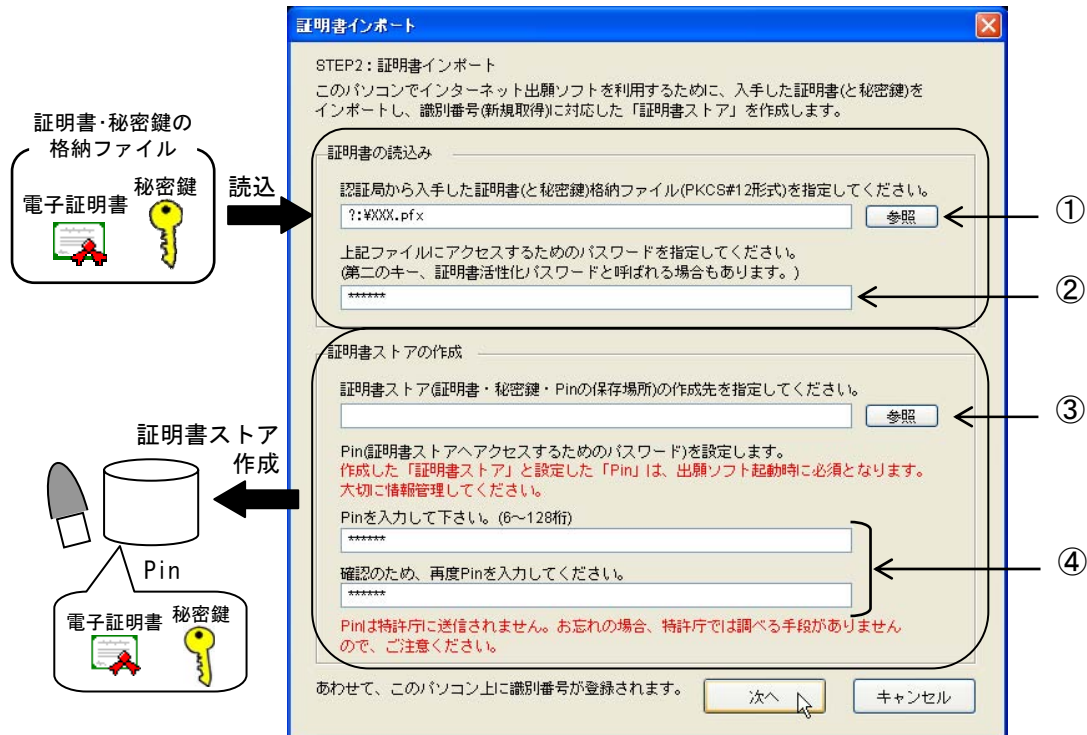 証明書インポート
STEP2：証明書インポート
このパソコンでインターネット出願ソフトを利用するために、入手した証明書(と秘密鍵)を
インポートし、識別番号(新規取得)に対応した「証明書ストア」を作成します。
証明書・秘密鍵の
格納ファイル
電子証明書
秘密鍵
読込
証明書の読込み
認証局から入手した証明書(と秘密鍵)格納ファイル(PKCS#12形式)を指定してください。
?:¥XXX.pfx
参照
①
上記ファイルにアクセスするためのパスワードを指定してください。
(第二のキー、証明書活性化パスワードと呼ばれる場合もあります。)
******
②
証明書ストアの作成
証明書ストア(証明書・秘密鍵・Pinの保存場所)の作成先を指定してください。
参照
③
証明書ストア
作成
Pin(証明書ストアへアクセスするためのパスワード)を設定します。
作成した「証明書ストア」と設定した「Pin」は、出願ソフト起動時に必須となります。
大切に情報管理してください。
Pinを入力して下さい。(6～128桁)
******
確認のため、再度Pinを入力してください。
******
④
Pinは特許庁に送信されません。お忘れの場合、特許庁では調べる手段がありません
ので、ご注意ください。
Pin
電子証明書
秘密鍵
あわせて、このパソコン上に識別番号が登録されます。
次へ
キャンセル